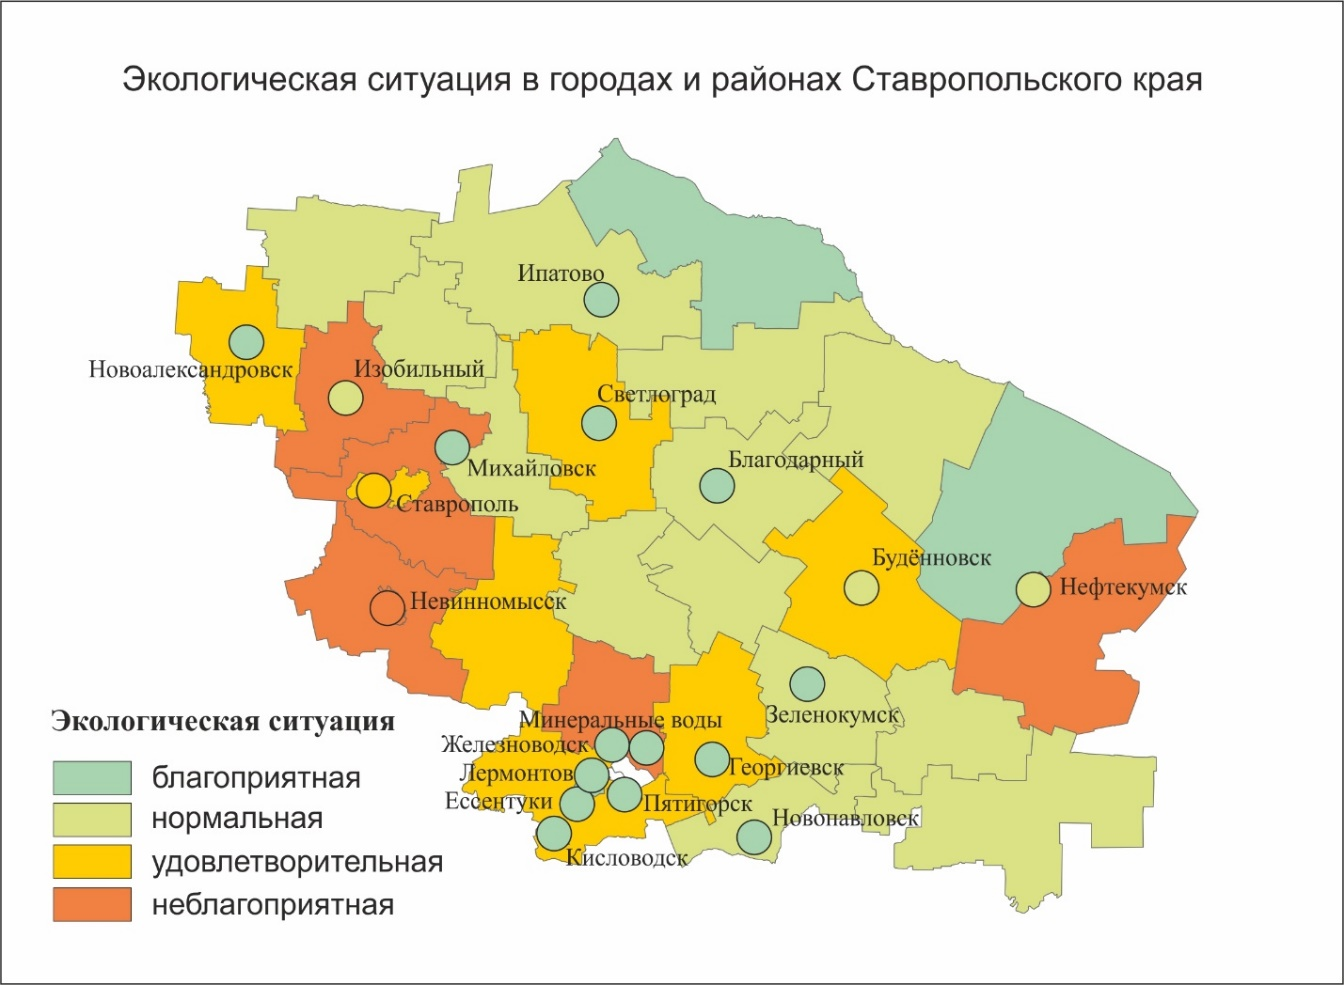 Экологическая ситуация в городах и районах Ставропольского края
Ипатово
Новоалександровск
Изобильный
Светлоград
Михайловск
Благодарный
Ставрополь
Будённовск
Нефтекумск
Невинномысск
Зеленокумск
Минеральные воды
Железноводск
Лермонтов
Георгиевск
Ессентуки
Пятигорск
Новопавловск
Кисловодск
Экологическая ситуация
благоприятная
нормальная
удовлетворительная
неблагоприятная